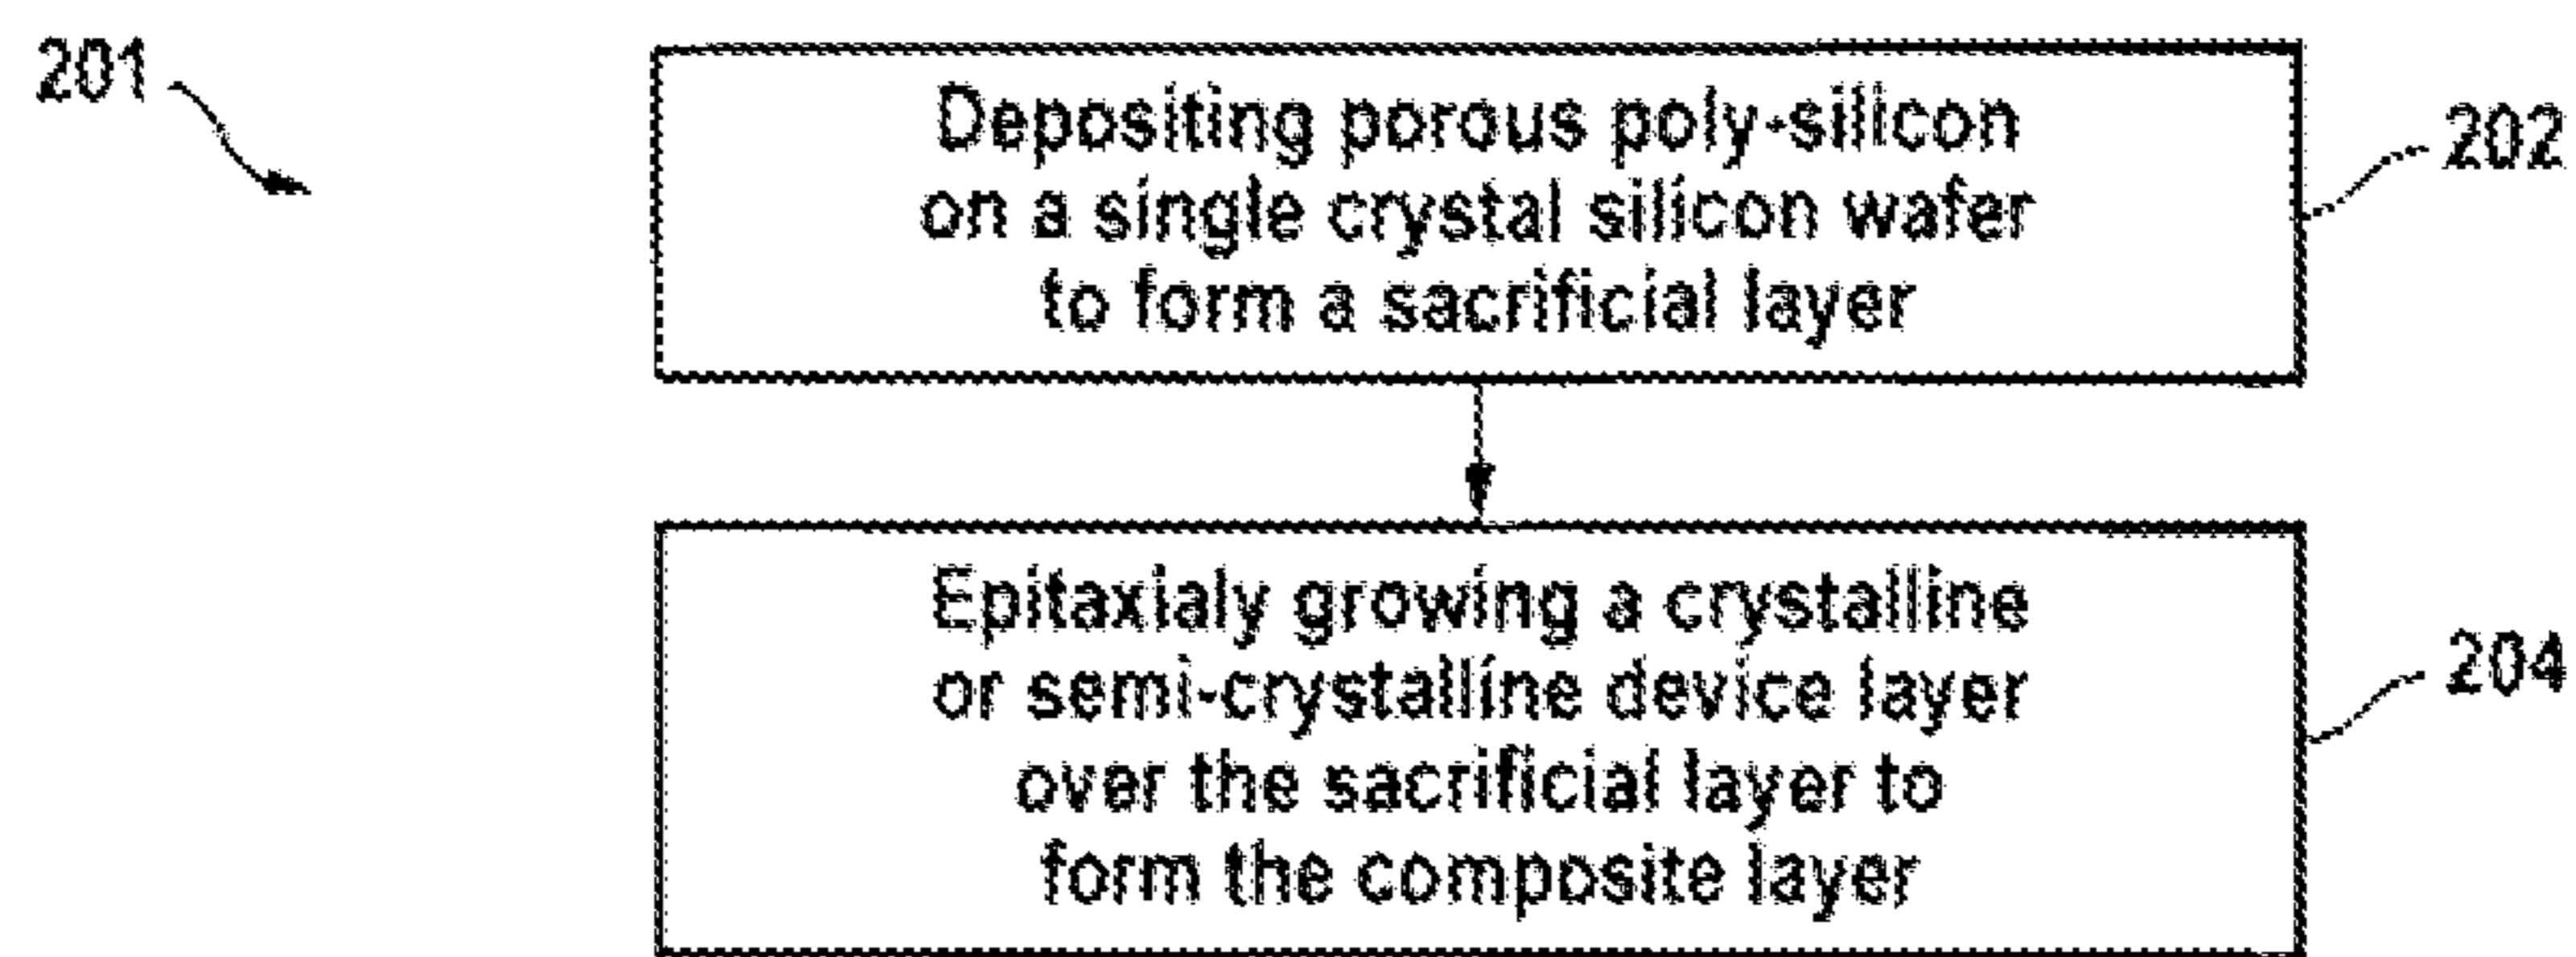 201
Depositing porous poly-silicon
on a single crystal silicon wafer
to form a sacrificial layer
202
Epitaxialy growing a crystalline
or semi-crystalline device layer
over the sacrificial layer to
form the composite layer
204